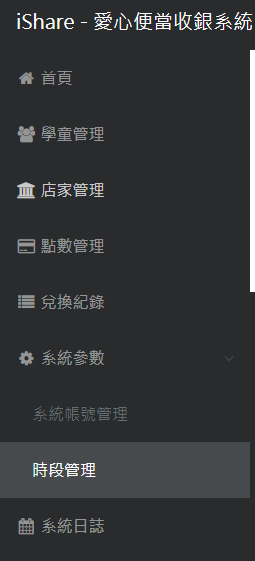 iShare - 愛心便當收銀系統
首頁
學童管理
店家管理
點數管理
兌換紀錄
系統參數
系統帳號管理
時段管理
系統日誌